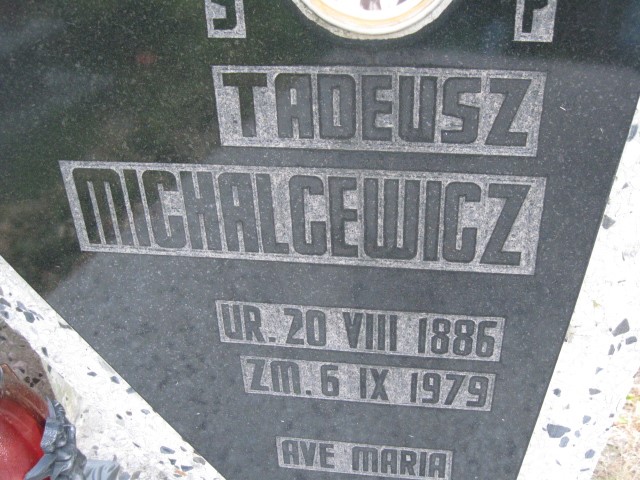 Ś P
TADEUSZ
MICHALCEWICZ
UR. 20 VIII 1886
ZM. 6 IX 1979
AVE MARIA